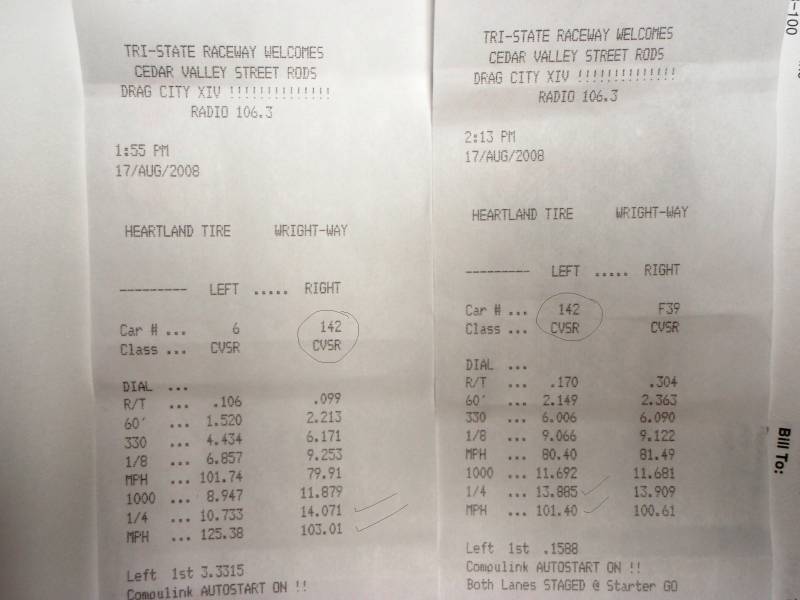 TRI-STATE RACEWAY WELCOMES
CEDAR VALLEY STREET RODS
DRAG CITY XIV !!!!!!!!!!!!!!
RADIO 106.3
1:55 PM
17/AUG/2008
HEARTLAND TIRE WRIGHT-WAY
--------- LEFT ..... RIGHT
Car # ... 6 142
Class ... CVSR CVSR
DIAL ...
R/T ... .106 .099
60' ... 1.520 2.213
330 ... 4.434 6.171
1/8 ... 6.857 9.253
MPH ... 101.74 79.91
1000 ... 8.947 11.879
1/4 ... 10.733 14.071
MPH ... 125.38 103.01
Left 1st 3.3315
Compulink AUTOSTART ON !!
TRI-STATE RACEWAY WELCOMES
CEDAR VALLEY STREET RODS
DRAG CITY XIV !!!!!!!!!!!!!!
RADIO 106.3
2:13 PM
17/AUG/2008
HEARTLAND TIRE WRIGHT-WAY
--------- LEFT ..... RIGHT
Car # ... 142 F39
Class ... CVSR CVSR
DIAL ...
R/T ... .170 .304
60' ... 2.149 2.363
330 ... 6.006 6.090
1/8 ... 9.066 9.122
MPH ... 80.40 81.49
1000 ... 11.692 11.681
1/4 ... 13.885 13.909
MPH ... 101.40 100.61
Left 1st .1588
Compulink AUTOSTART ON !!
Both Lanes STAGED @ Starter GO
-100
Bill To: